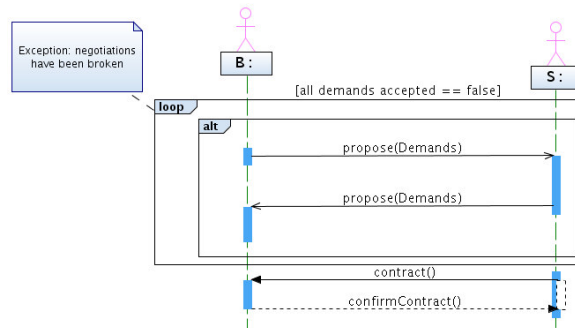 Exception: negotiations
have been broken
B :
S :
[all demands accepted == false]
loop
alt
propose(Demands)
propose(Demands)
contract()
confirmContract()